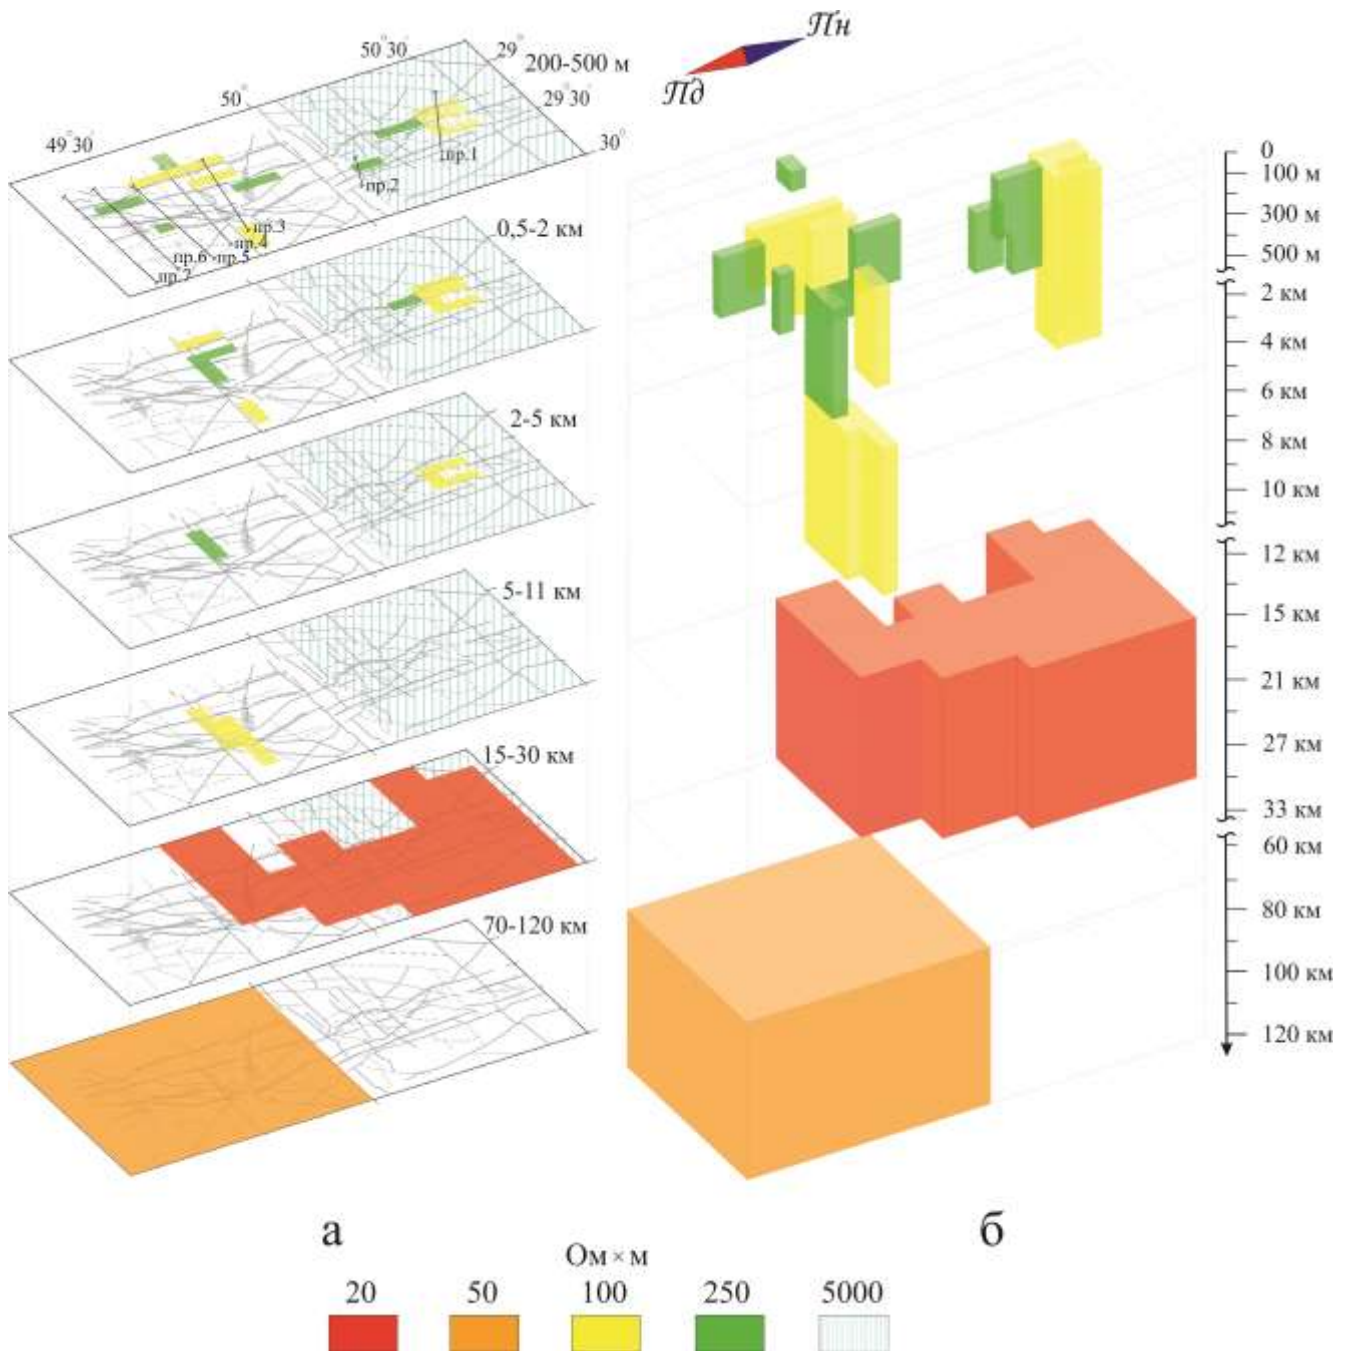 Пн
Пд
50°30' 29°
200-500 м
50° 29°30'
49°30' 30°
пр.1
пр.2
пр.3
пр.4
пр.6 пр.5
пр.7
0,5-2 км
2-5 км
5-11 км
15-30 км
70-120 км
0
100 м
300 м
500 м
2 км
4 км
6 км
8 км
10 км
12 км
15 км
21 км
27 км
33 км
60 км
80 км
100 км
120 км
а б
Ом×м
20 50 100 250 5000